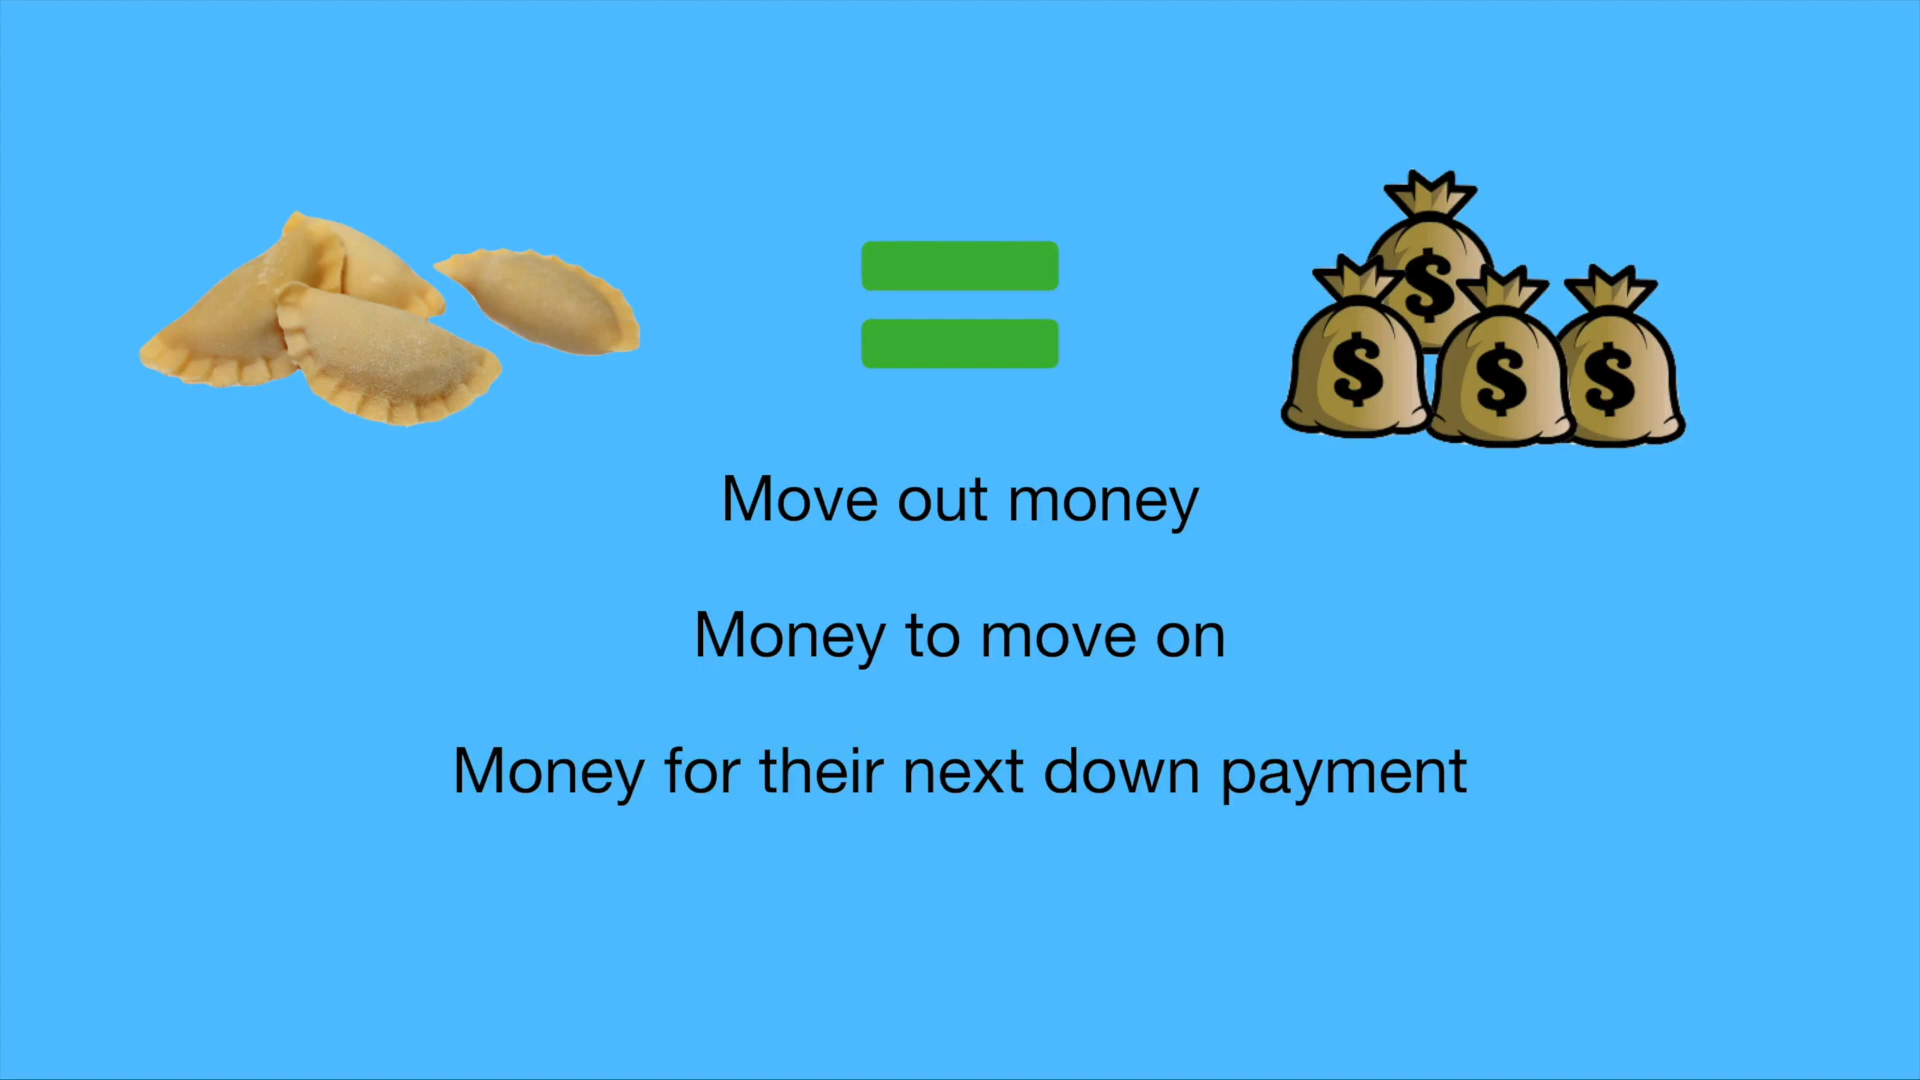 $
$ $ $
Move out money
Money to move on
Money for their next down payment